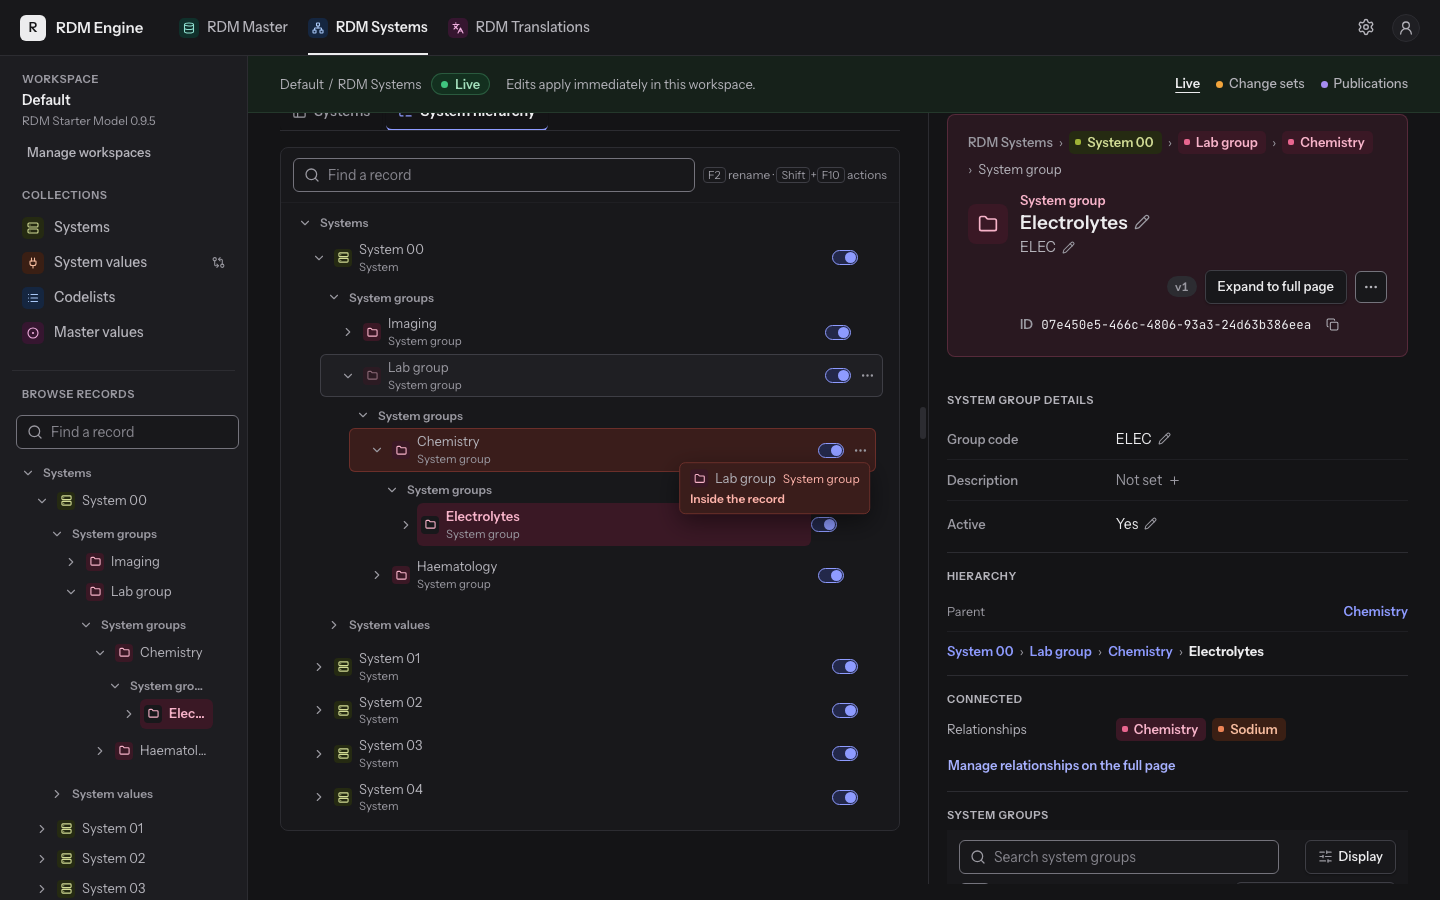 R RDM Engine RDM Master RDM Systems RDM Translations
WORKSPACE
Default
RDM Starter Model 0.9.5
Manage workspaces
COLLECTIONS
Systems
System values
Codelists
Master values
BROWSE RECORDS
Find a record
Systems
System 00
System groups
Imaging
Lab group
System groups
Chemistry
System gro...
Elec...
Haematol...
System values
System 01
System 02
System 03
Default / RDM Systems Live Edits apply immediately in this workspace.
Live Change sets Publications
Systems System hierarchy
Find a record F2 rename · Shift + F10 actions
Systems
System 00
System
System groups
Imaging
System group
Lab group
System group
System groups
Chemistry
System group
Lab group System group
Inside the record
System groups
Electrolytes
System group
Haematology
System group
System values
System 01
System
System 02
System
System 03
System
System 04
System
RDM Systems › System 00 › Lab group › Chemistry
› System group
System group
Electrolytes
ELEC
v1 Expand to full page
ID 07e450e5-466c-4806-93a3-24d63b386eea
SYSTEM GROUP DETAILS
Group code ELEC
Description Not set +
Active Yes
HIERARCHY
Parent Chemistry
System 00 › Lab group › Chemistry › Electrolytes
CONNECTED
Relationships Chemistry Sodium
Manage relationships on the full page
SYSTEM GROUPS
Search system groups Display